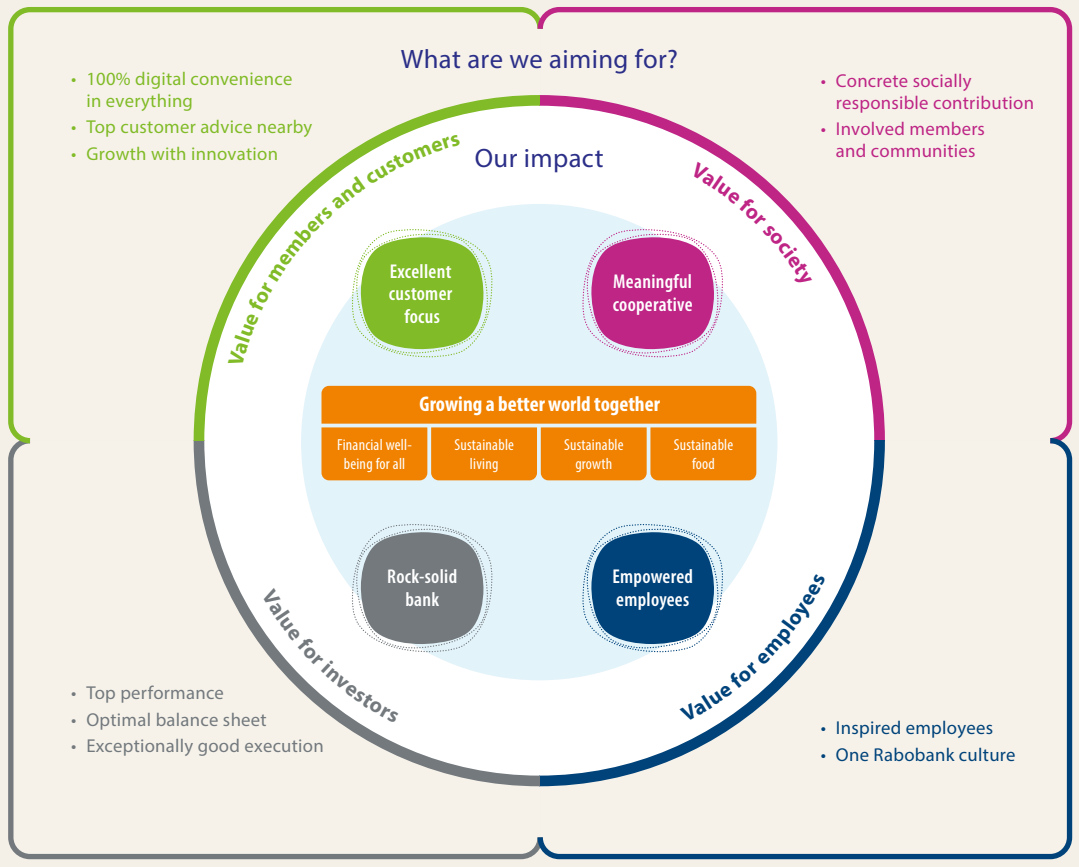 What are we aiming for?
• 100% digital convenience
in everything
• Top customer advice nearby
• Growth with innovation
• Concrete socially
responsible contribution
• Involved members
and communities
Our impact
Value for members and customers
Value for society
Excellent
customer
focus
Meaningful
cooperative
Growing a better world together
Financial well-
being for all
Sustainable
living
Sustainable
growth
Sustainable
food
Rock-solid
bank
Empowered
employees
Value for investors
Value for employees
• Top performance
• Optimal balance sheet
• Exceptionally good execution
• Inspired employees
• One Rabobank culture